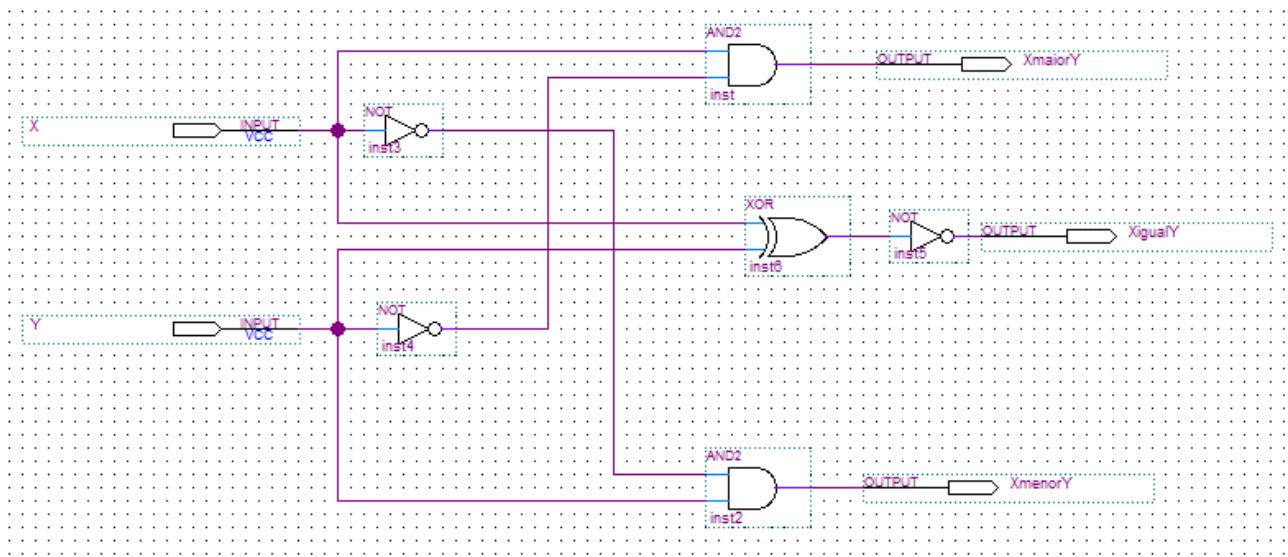 AND2
OUTPUT
XmaiorY
inst
X
INPUT
VCC
NOT
inst3
XOR
inst6
NOT
inst5
OUTPUT
XigualY
Y
INPUT
VCC
NOT
inst4
AND2
inst2
OUTPUT
XmenorY